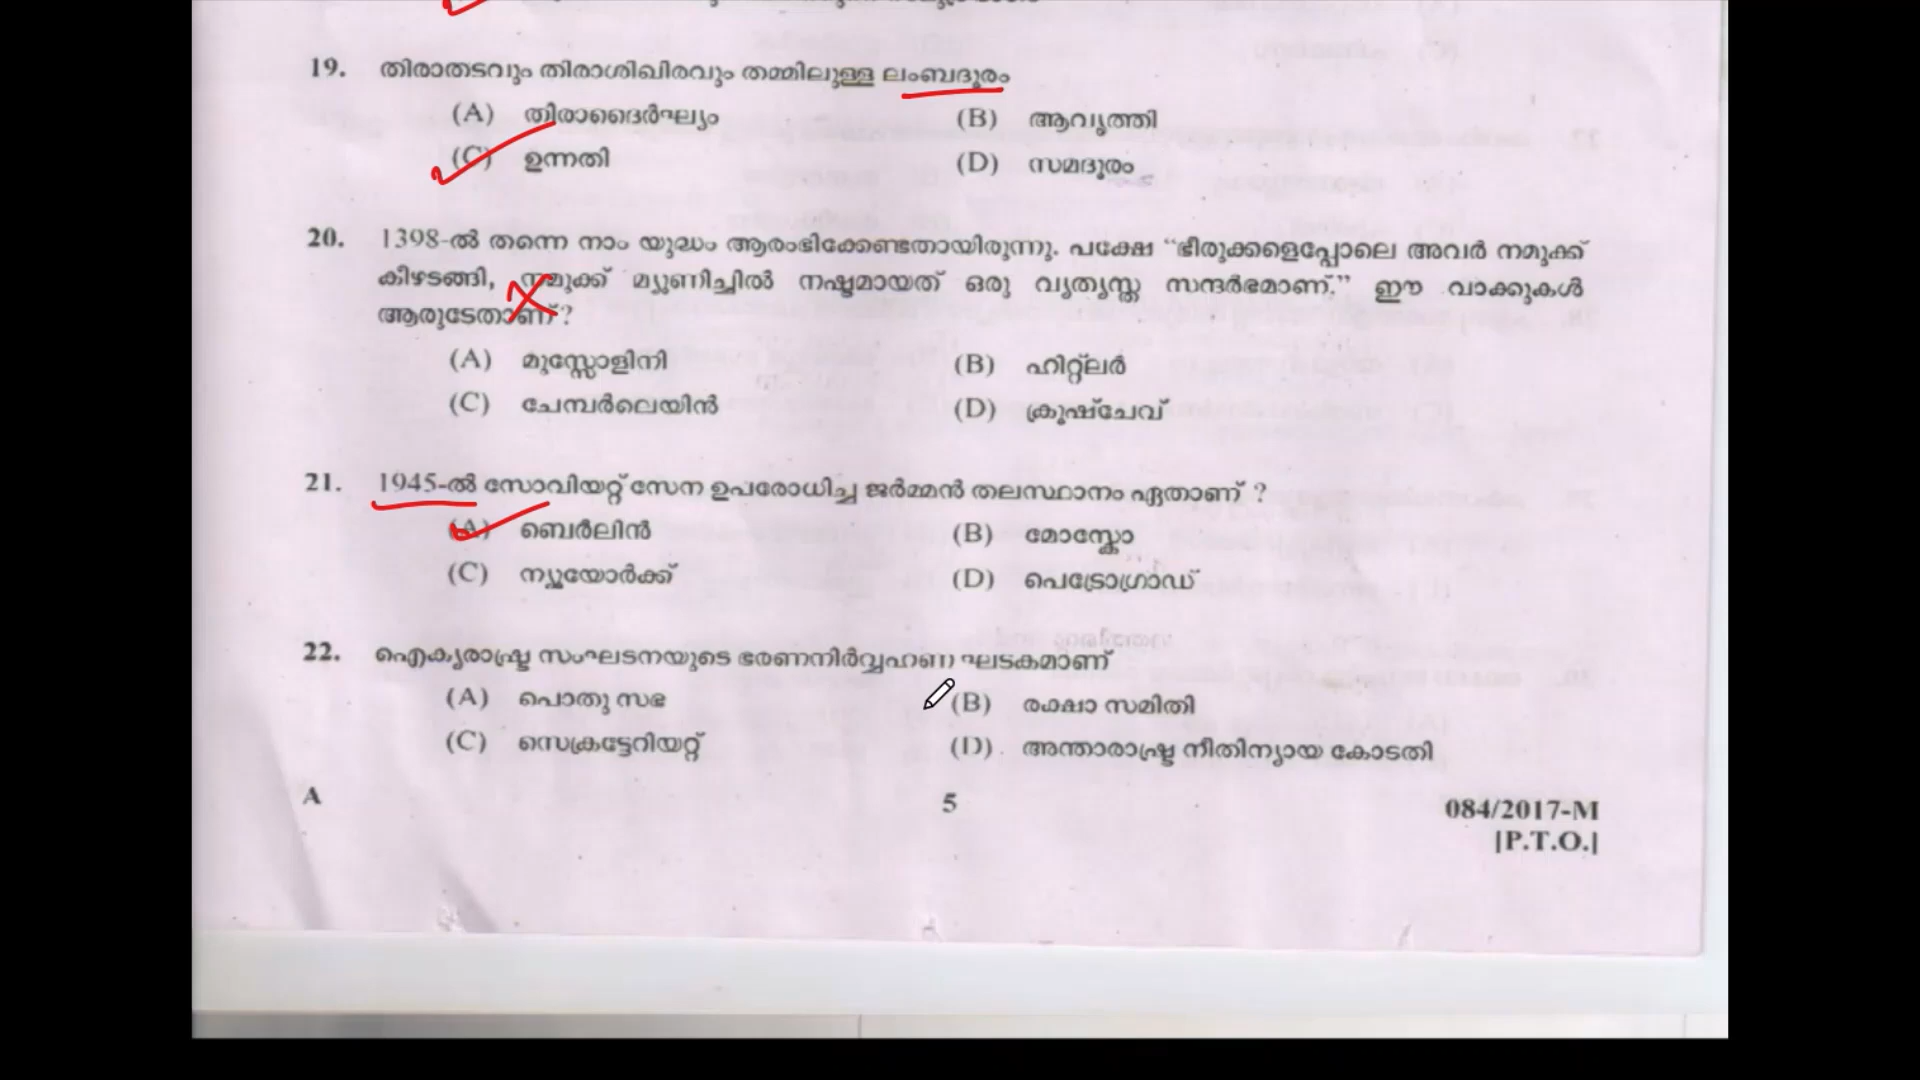 19. തിരാതടവും തിരാശിഖിരവും തമ്മിലുള്ള ലംബദൂരം
(A) തിരാദൈർഘ്യം (B) ആവൃത്തി
(C) ഉന്നതി (D) സമദൂരം
20. 1398-ൽ തന്നെ നാം യുദ്ധം ആരംഭിക്കേണ്ടതായിരുന്നു. പക്ഷേ “ഭീരുക്കളെപ്പോലെ അവർ നമുക്ക്
കീഴടങ്ങി, നമുക്ക് മ്യൂണിച്ചിൽ നഷ്ടമായത് ഒരു വ്യത്യസ്ത സന്ദർഭമാണ്.” ഈ വാക്കുകൾ
ആരുടേതാണ് ?
(A) മുസ്സോളിനി (B) ഹിറ്റ്ലർ
(C) ചേമ്പർലെയിൻ (D) ക്രൂഷ്ചേവ്
21. 1945-ൽ സോവിയറ്റ് സേന ഉപരോധിച്ച ജർമ്മൻ തലസ്ഥാനം ഏതാണ് ?
(A) ബെർലിൻ (B) മോസ്കോ
(C) ന്യൂയോർക്ക് (D) പെട്രോഗ്രാഡ്
22. ഐക്യരാഷ്ട്ര സംഘടനയുടെ ഭരണനിർവ്വഹണ ഘടകമാണ്
(A) പൊതു സഭ (B) രക്ഷാ സമിതി
(C) സെക്രട്ടേറിയറ്റ് (D) അന്താരാഷ്ട്ര നീതിന്യായ കോടതി
A 5 084/2017-M
[P.T.O.]